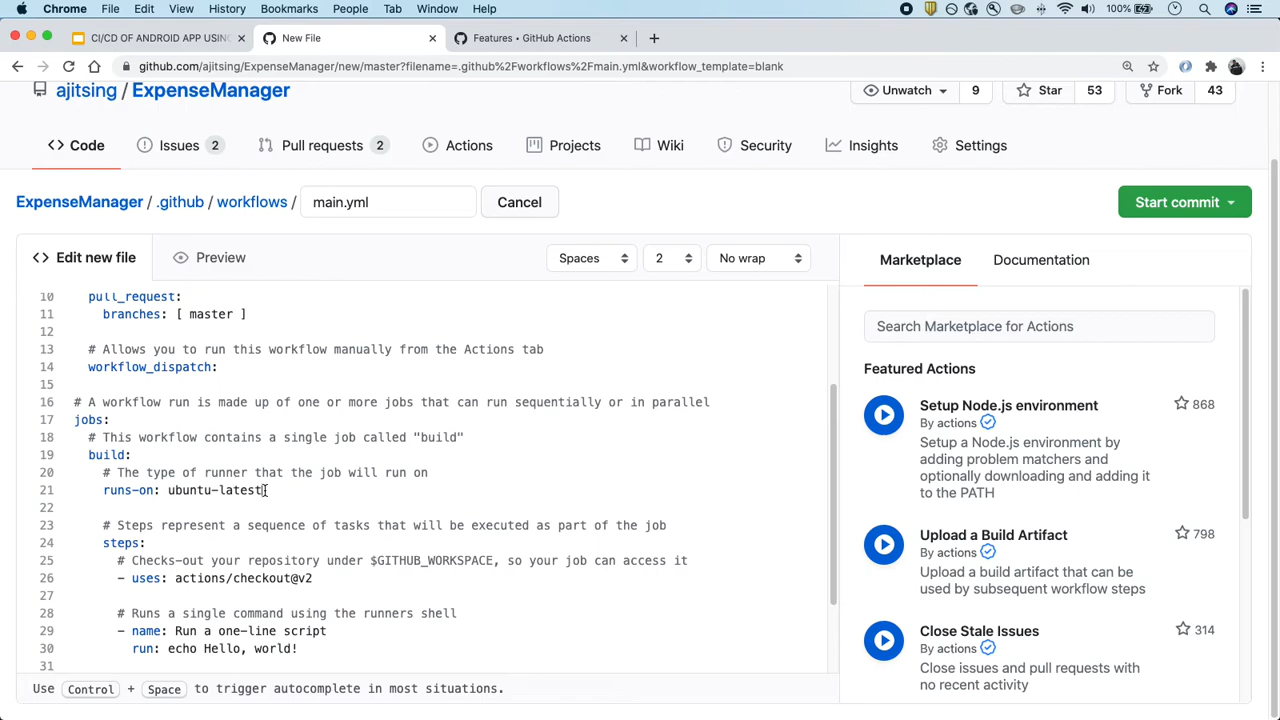 Chrome File Edit View History Bookmarks People Tab Window Help 100%
CI/CD OF ANDROID APP USING
New File
Features • GitHub Actions
github.com/ajitsing/ExpenseManager/new/master?filename=.github%2Fworkflows%2Fmain.yml&workflow_template=blank
ajitsing / ExpenseManager
Unwatch 9 Star 53 Fork 43
Code Issues 2 Pull requests 2 Actions Projects Wiki Security Insights Settings
ExpenseManager / .github / workflows / main.yml Cancel Start commit
Edit new file Preview Spaces 2 No wrap
10 pull_request:
11 branches: [ master ]
12
13 # Allows you to run this workflow manually from the Actions tab
14 workflow_dispatch:
15
16 # A workflow run is made up of one or more jobs that can run sequentially or in parallel
17 jobs:
18 # This workflow contains a single job called "build"
19 build:
20 # The type of runner that the job will run on
21 runs-on: ubuntu-latest
22
23 # Steps represent a sequence of tasks that will be executed as part of the job
24 steps:
25 # Checks-out your repository under $GITHUB_WORKSPACE, so your job can access it
26 - uses: actions/checkout@v2
27
28 # Runs a single command using the runners shell
29 - name: Run a one-line script
30 run: echo Hello, world!
31
Use Control + Space to trigger autocomplete in most situations.
Marketplace Documentation
Search Marketplace for Actions
Featured Actions
Setup Node.js environment 868
By actions
Setup a Node.js environment by
adding problem matchers and
optionally downloading and adding it
to the PATH
Upload a Build Artifact 798
By actions
Upload a build artifact that can be
used by subsequent workflow steps
Close Stale Issues 314
By actions
Close issues and pull requests with
no recent activity